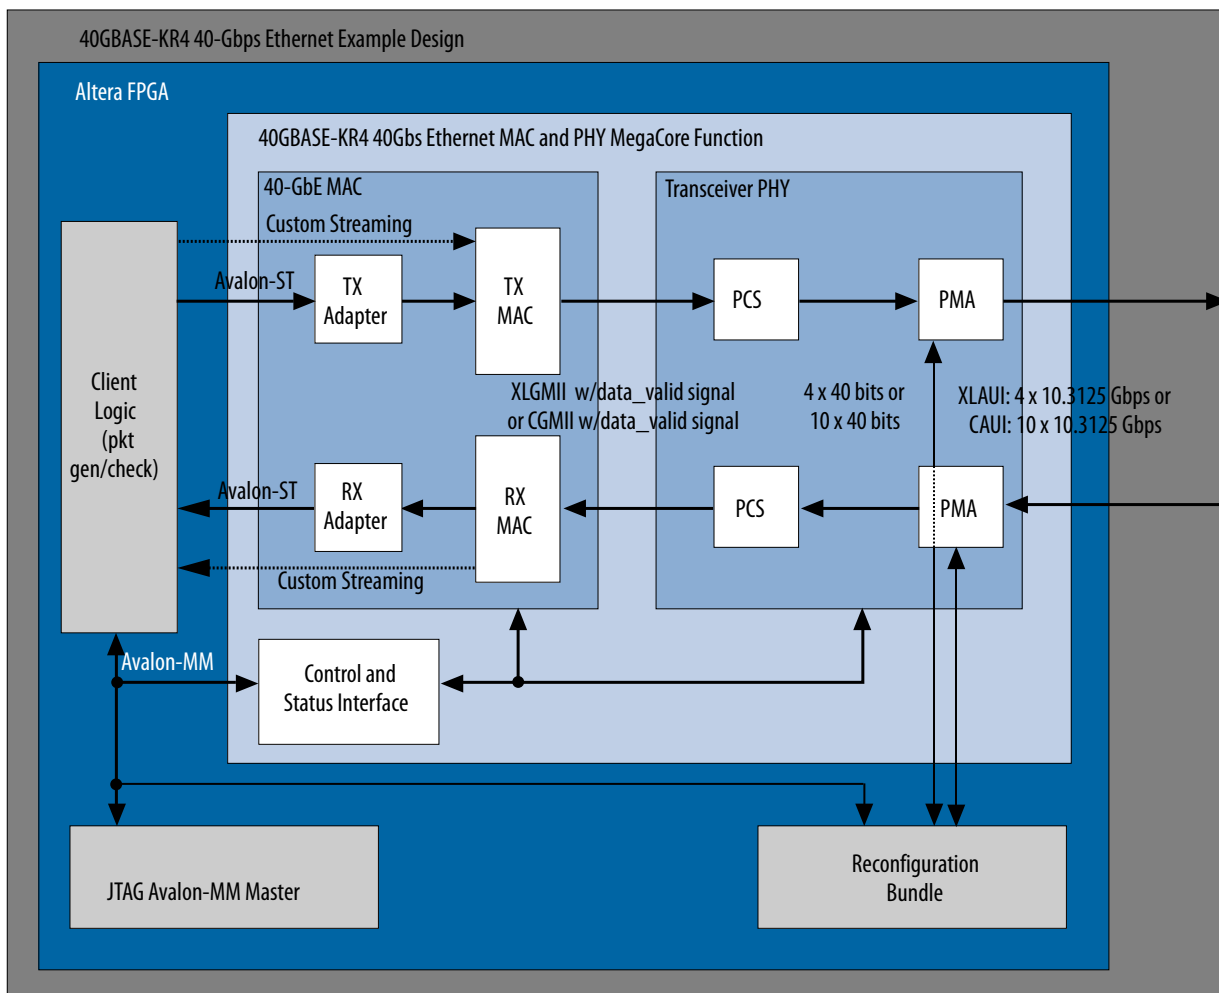 40GBASE-KR4 40-Gbps Ethernet Example Design
Altera FPGA
40GBASE-KR4 40Gbs Ethernet MAC and PHY MegaCore Function
40-GbE MAC
Transceiver PHY
Custom Streaming
Avalon-ST
TX
Adapter
TX
MAC
PCS
PMA
Client
Logic
(pkt
gen/check)
XLGMII w/data_valid signal
or CGMII w/data_valid signal
4 x 40 bits or
10 x 40 bits
XLAUI: 4 x 10.3125 Gbps or
CAUI: 10 x 10.3125 Gbps
Avalon-ST
RX
Adapter
RX
MAC
PCS
PMA
Custom Streaming
Avalon-MM
Control and
Status Interface
JTAG Avalon-MM Master
Reconfiguration
Bundle